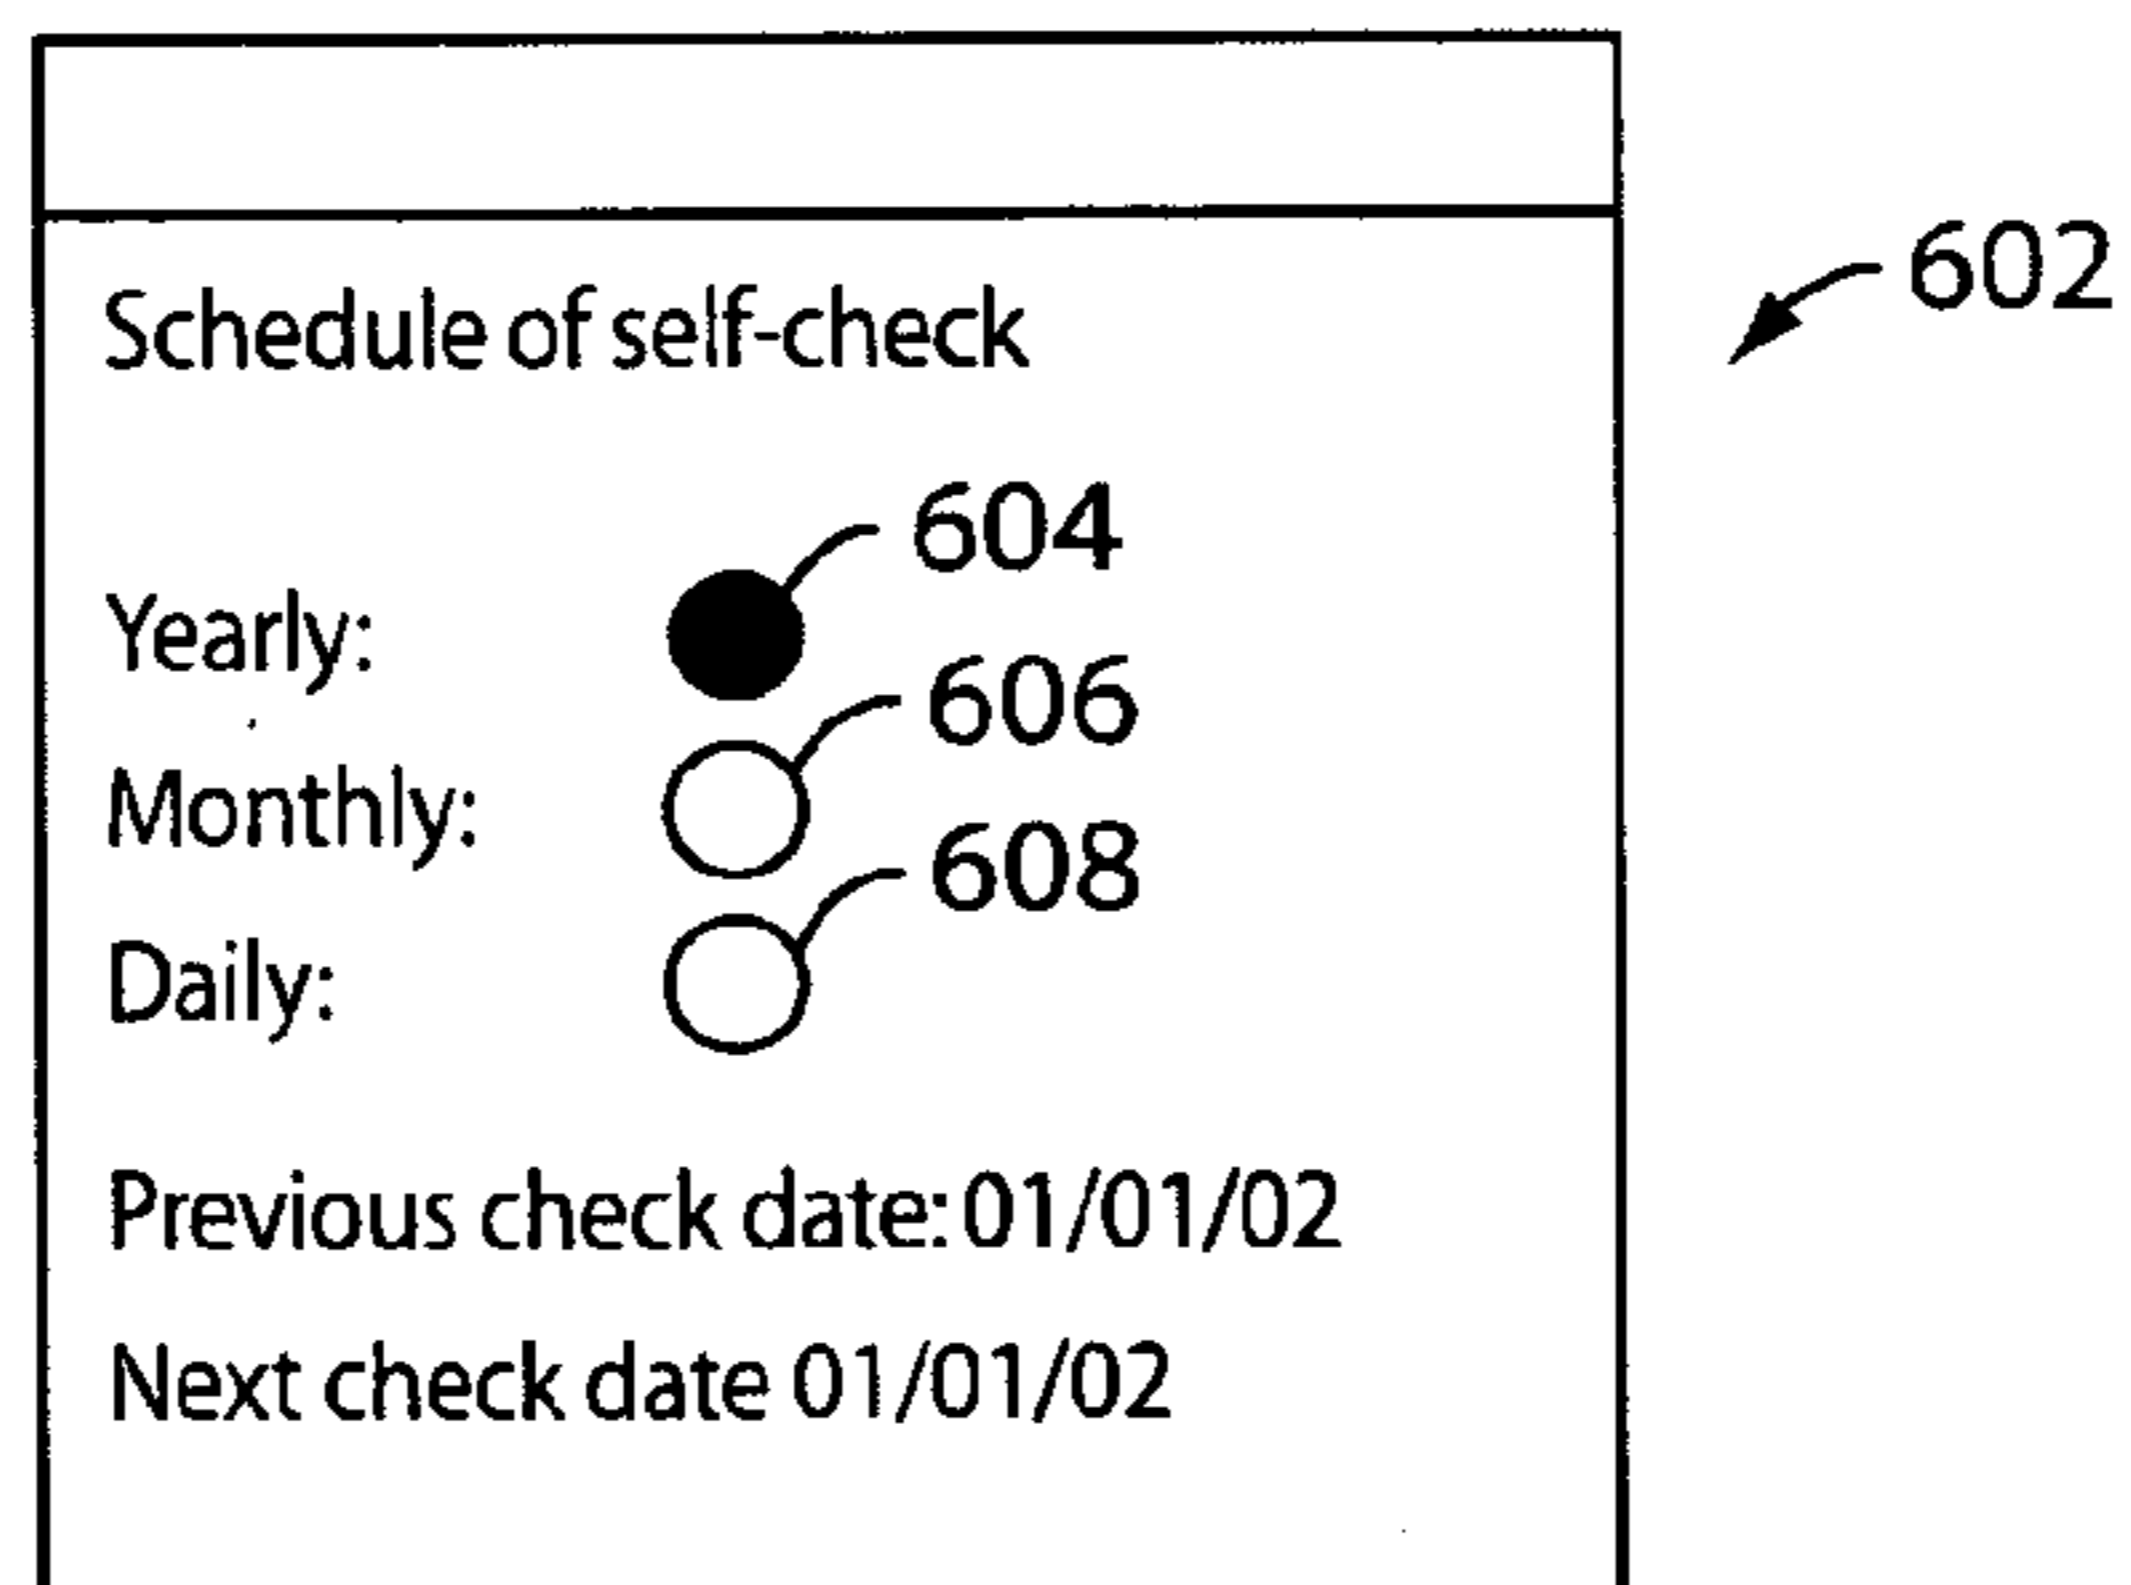 602
Schedule of self-check
604
Yearly:
606
Monthly:
608
Daily:
Previous check date: 01/01/02
Next check date 01/01/02